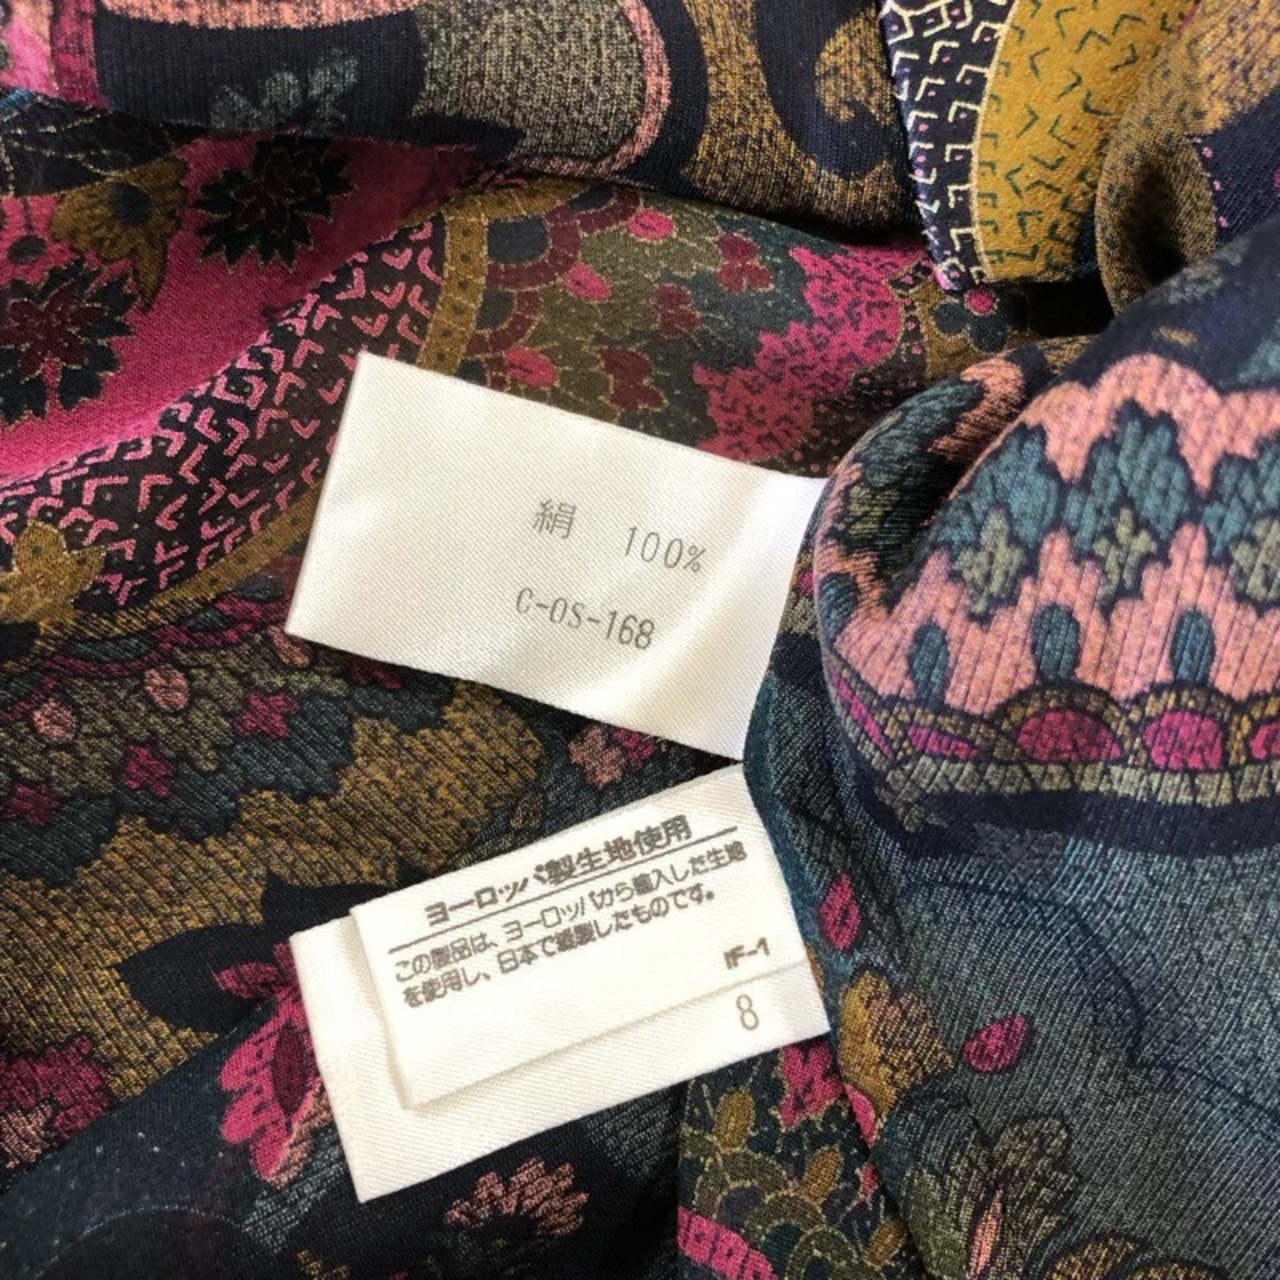 絹 100%
C-OS-168
ヨーロッパ製生地使用
この製品は、ヨーロッパから輸入した生地
を使用し、日本で縫製したものです。
IF-1
8